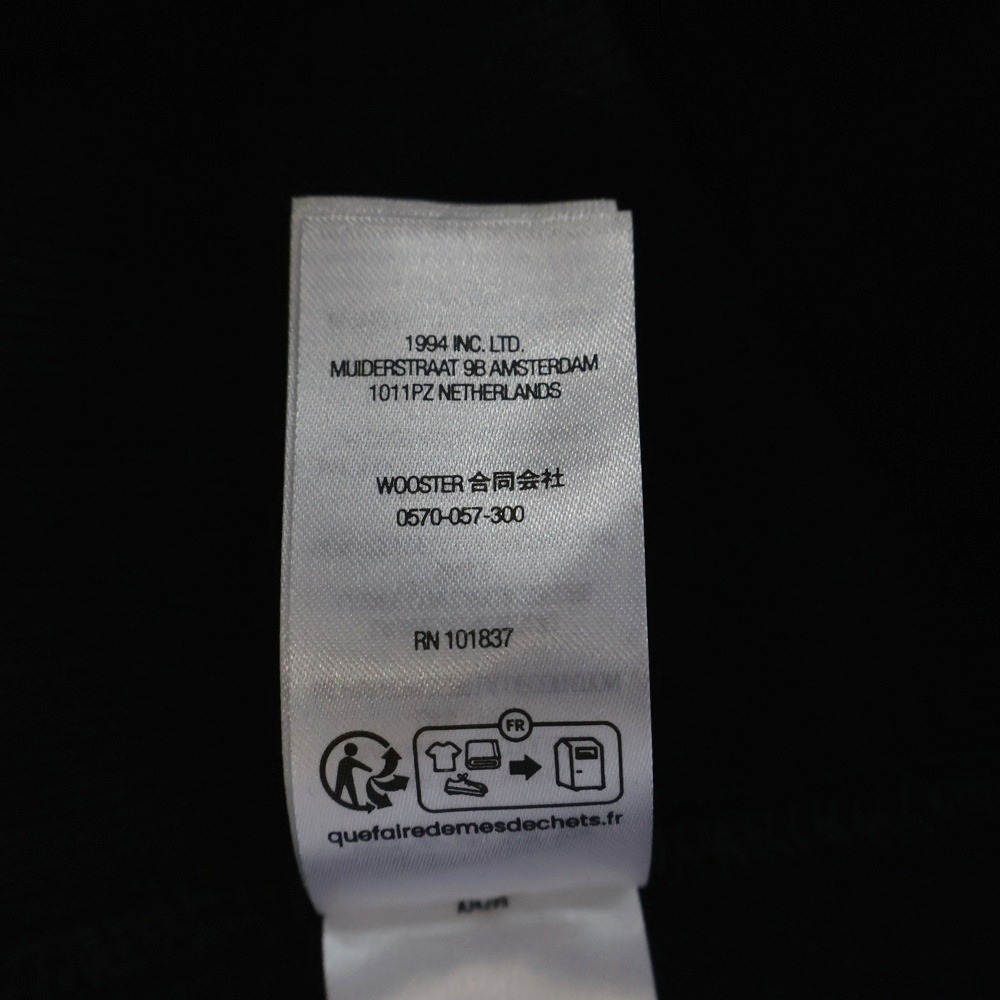 1994 INC. LTD.
MUIDERSTRAAT 9B AMSTERDAM
1011PZ NETHERLANDS
WOOSTER 合同会社
0570-057-300
RN 101837
FR
quefairedemesdechets.fr